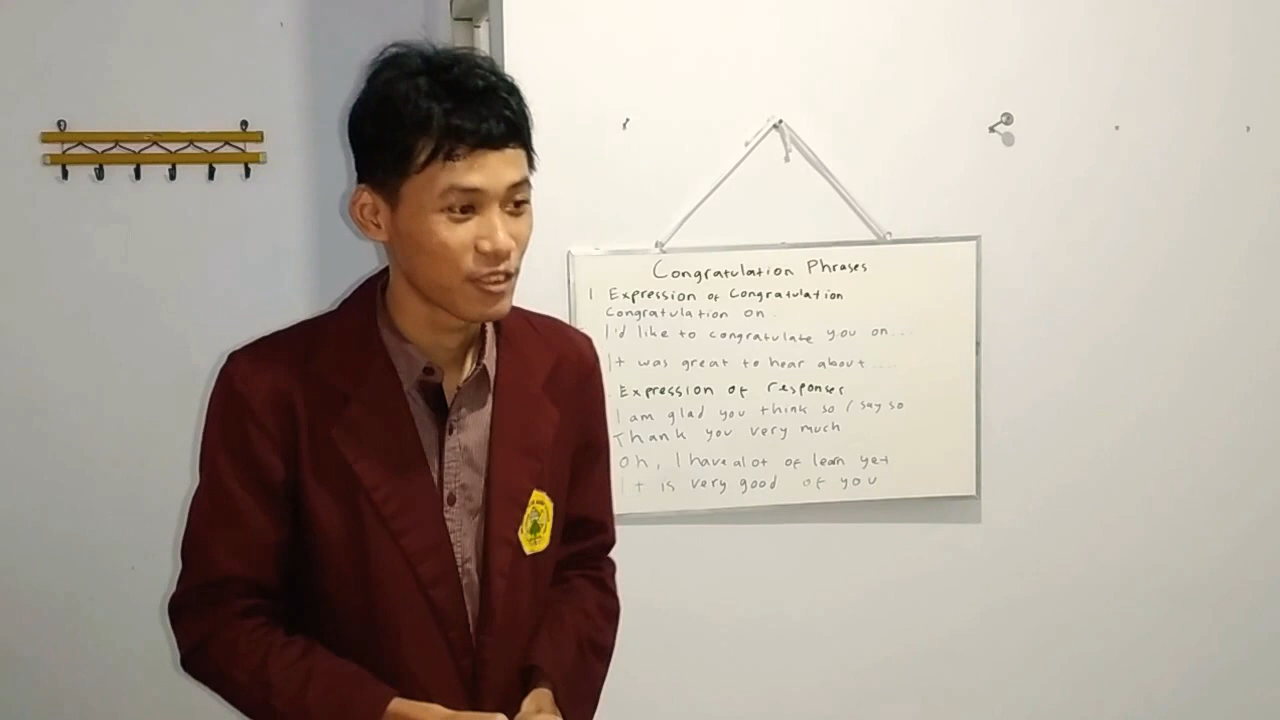 Congratulation Phrases
1 Expression of Congratulation
Congratulation on .
I'd like to congratulate you on ...
It was great to hear about ....
Expression of responses
I am glad you think so / say so
Thank you very much
Oh, I have alot of learn yet
It is very good of you